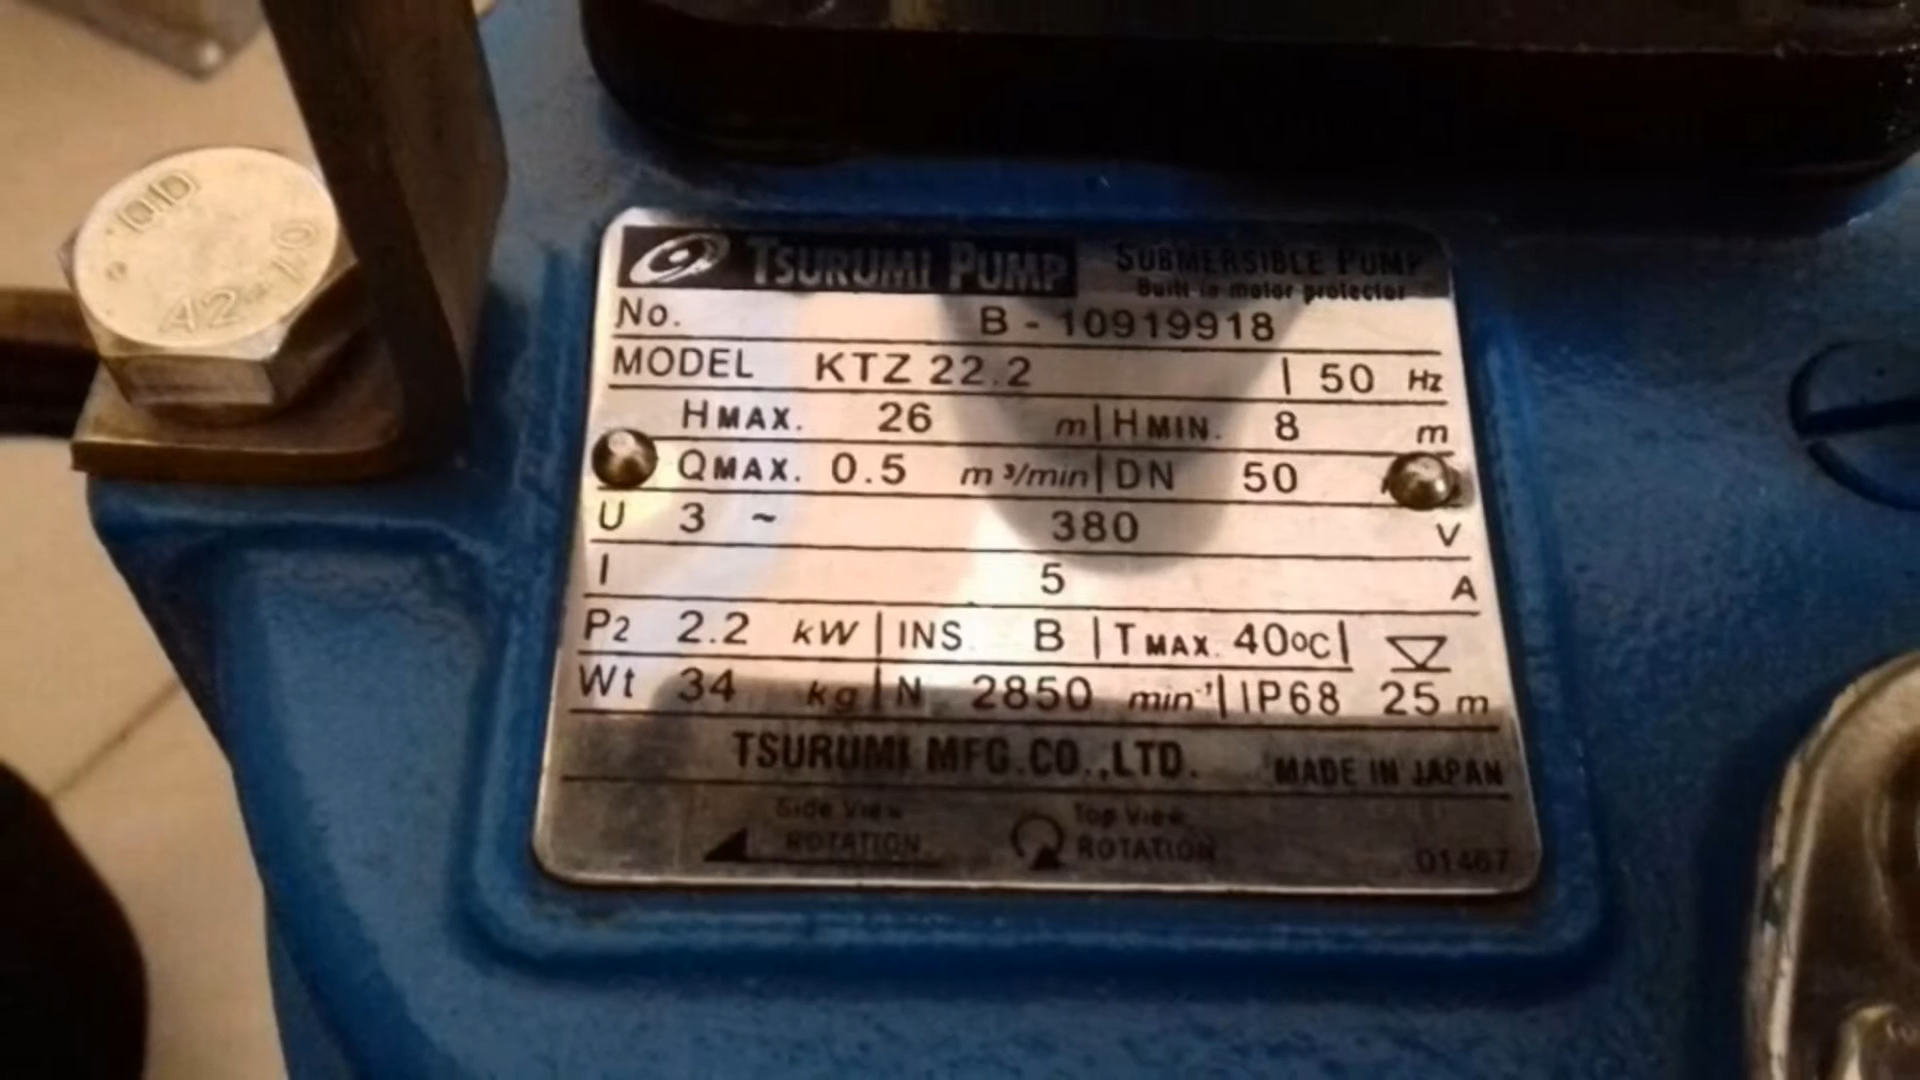 TSURUMI PUMP SUBMERSIBLE PUMP
Built in motor protector
No. B - 10919918
MODEL KTZ 22.2 | 50 Hz
HMAX. 26 m | HMIN. 8 m
QMAX. 0.5 m³/min | DN 50
U 3 ~ 380 V
I 5 A
P2 2.2 kW | INS. B | TMAX. 40°C |
Wt 34 kg | N 2850 min⁻¹ | IP68 25 m
TSURUMI MFG.CO.,LTD. MADE IN JAPAN
Side View ROTATION Top View ROTATION
01467
A2-70